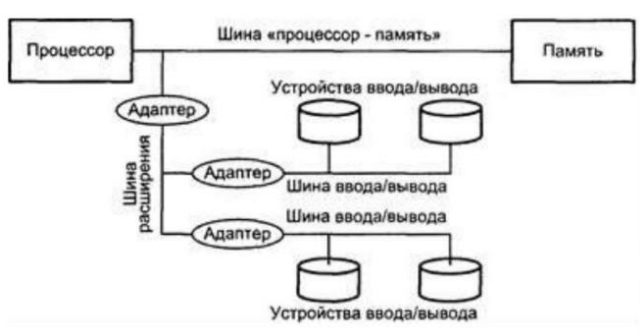 Шина «процессор - память»
Процессор
Память
Устройства ввода/вывода
Адаптер
Шина
расширения
Адаптер
Шина ввода/вывода
Шина ввода/вывода
Адаптер
Устройства ввода/вывода